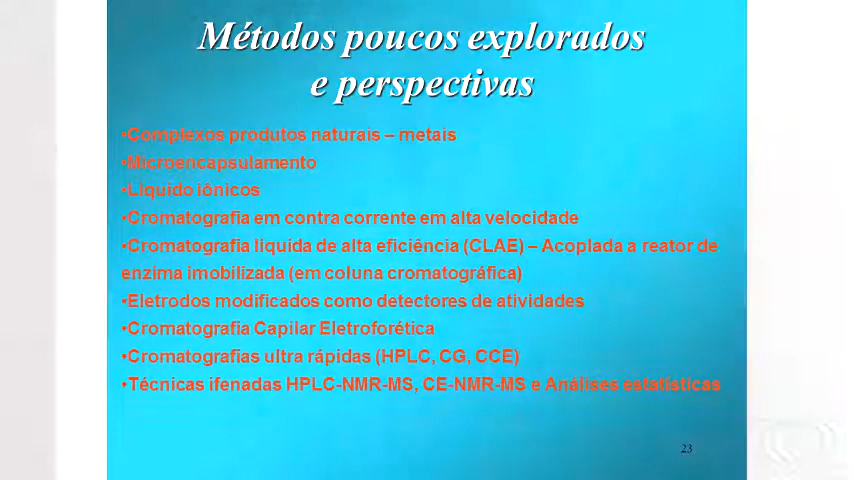 Métodos poucos explorados
e perspectivas
•Complexos produtos naturais – metais
•Microencapsulamento
•Liquido iônicos
•Cromatografia em contra corrente em alta velocidade
•Cromatografia liquida de alta eficiência (CLAE) – Acoplada a reator de
enzima imobilizada (em coluna cromatográfica)
•Eletrodos modificados como detectores de atividades
•Cromatografia Capilar Eletroforética
•Cromatografias ultra rápidas (HPLC, CG, CCE)
•Técnicas ifenadas HPLC-NMR-MS, CE-NMR-MS e Análises estatísticas
23